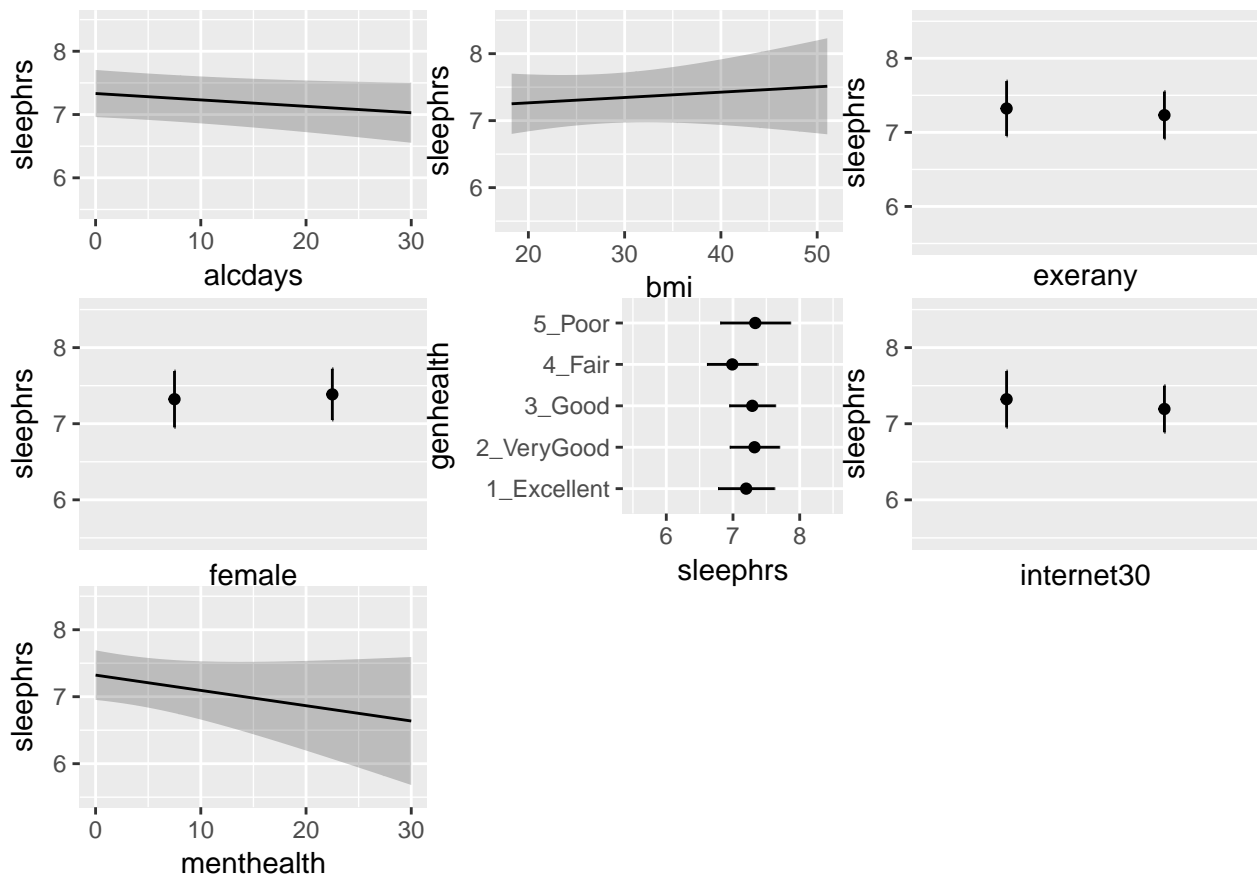 sleephrs
8
7
6
0 10 20 30
alcdays
sleephrs
8
7
6
20 30 40 50
bmi
sleephrs
8
7
6
exerany
sleephrs
8
7
6
female
genhealth
5_Poor
4_Fair
3_Good
2_VeryGood
1_Excellent
6 7 8
sleephrs
sleephrs
8
7
6
internet30
sleephrs
8
7
6
0 10 20 30
menthealth